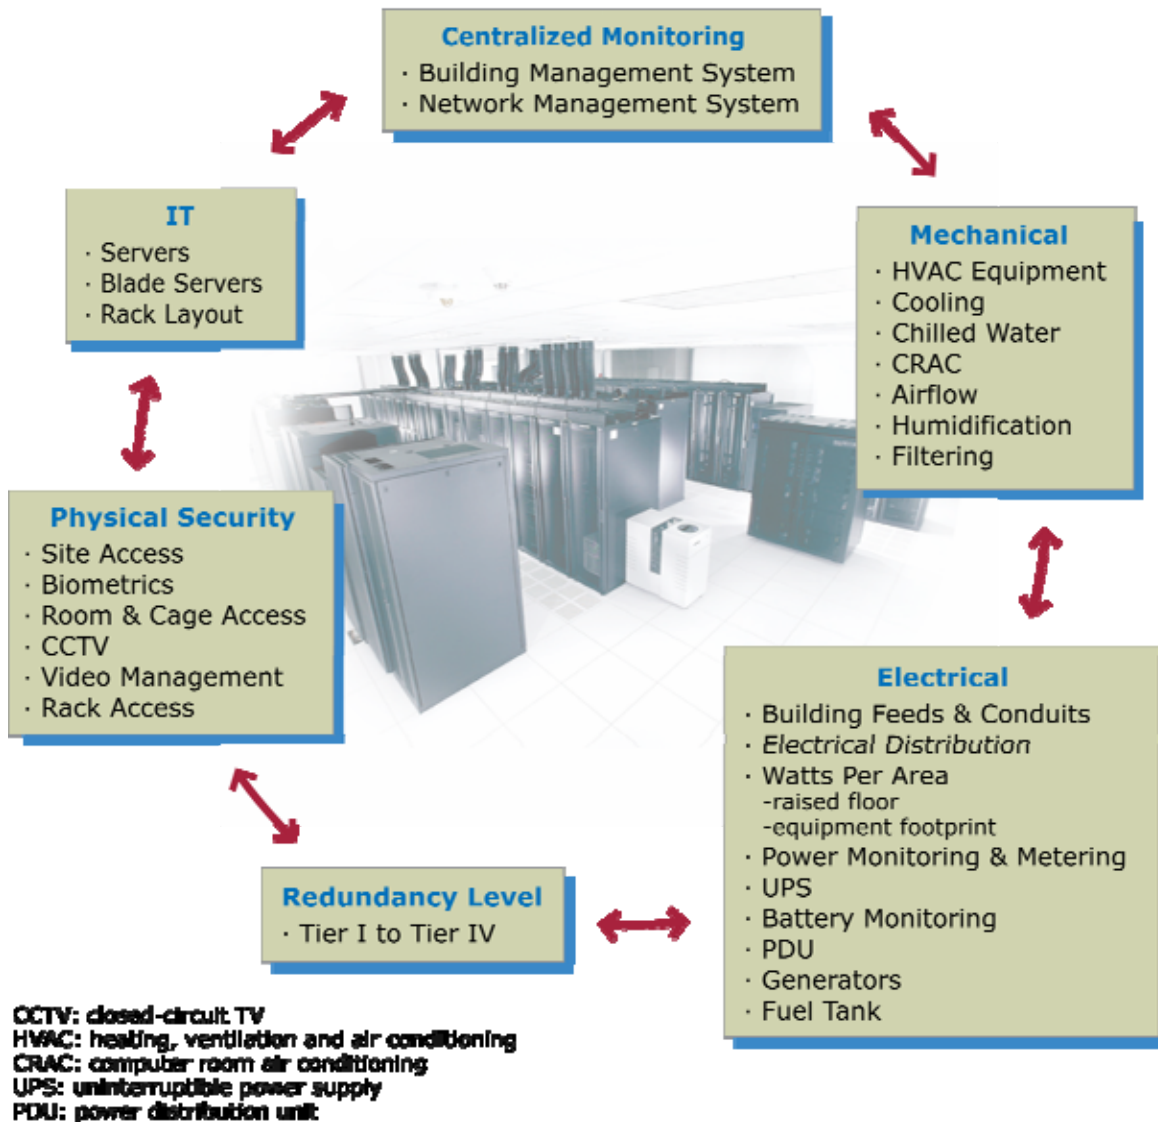 Centralized Monitoring
· Building Management System
· Network Management System
IT
· Servers
· Blade Servers
· Rack Layout
Mechanical
· HVAC Equipment
· Cooling
· Chilled Water
· CRAC
· Airflow
· Humidification
· Filtering
Physical Security
· Site Access
· Biometrics
· Room & Cage Access
· CCTV
· Video Management
· Rack Access
Electrical
· Building Feeds & Conduits
· Electrical Distribution
· Watts Per Area
-raised floor
-equipment footprint
· Power Monitoring & Metering
· UPS
· Battery Monitoring
· PDU
· Generators
· Fuel Tank
Redundancy Level
· Tier I to Tier IV
CCTV: closed-circuit TV
HVAC: heating, ventilation and air conditioning
CRAC: computer room air conditioning
UPS: uninterruptible power supply
PDU: power distribution unit